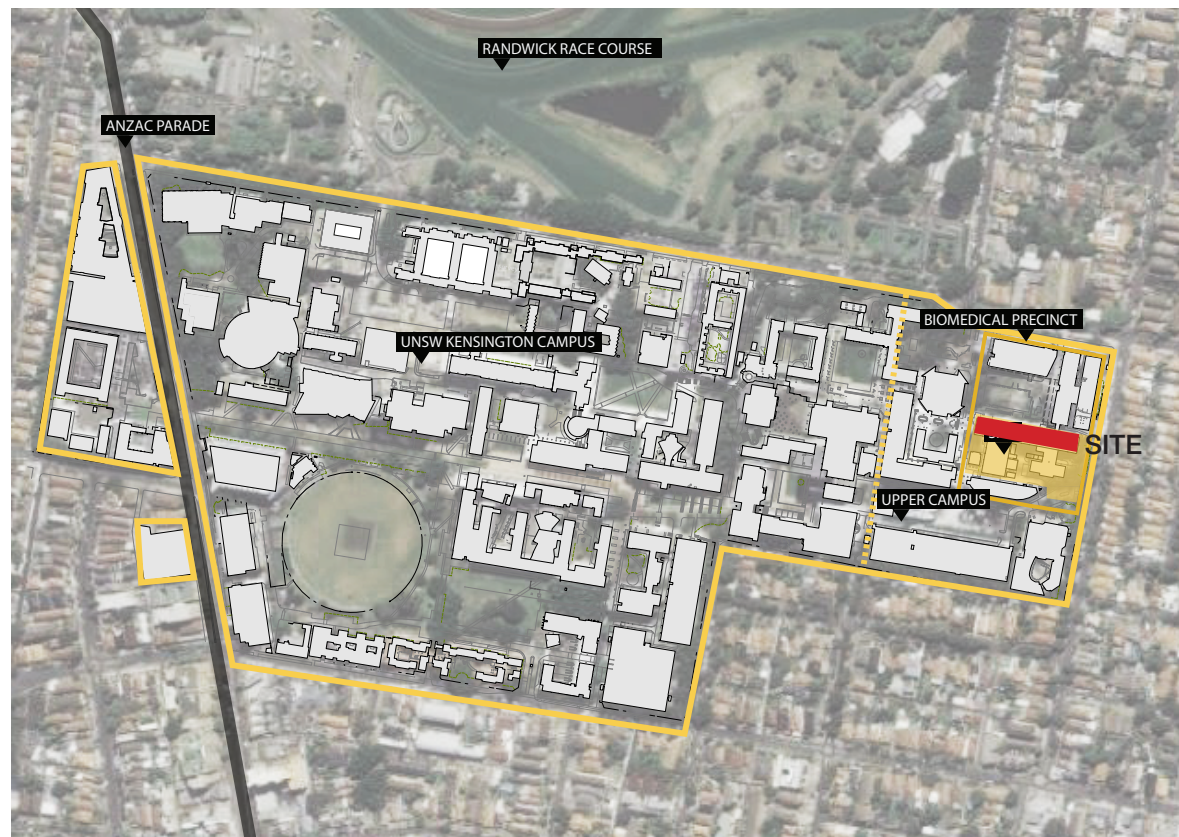 RANDWICK RACE COURSE
ANZAC PARADE
BIOMEDICAL PRECINCT
UNSW KENSINGTON CAMPUS
SITE
UPPER CAMPUS